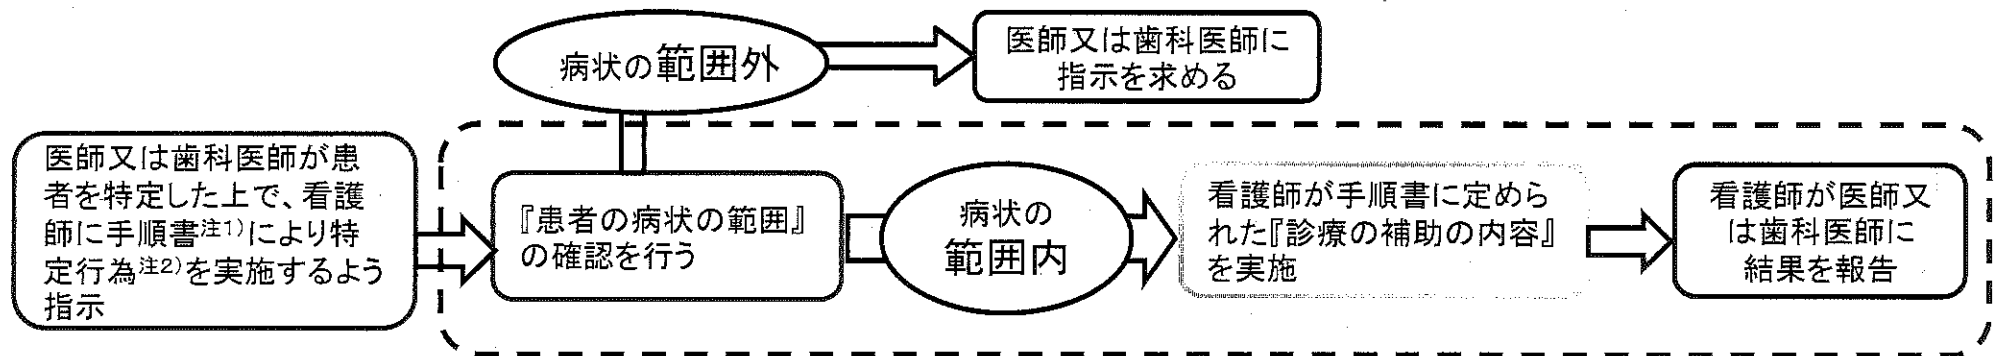 病状の範囲外
医師又は歯科医師に
指示を求める
医師又は歯科医師が患
者を特定した上で、看護
師に手順書注1)により特
定行為注2)を実施するよう
指示
『患者の病状の範囲』
の確認を行う
病状の
範囲内
看護師が手順書に定めら
れた『診療の補助の内容』
を実施
看護師が医師又
は歯科医師に
結果を報告